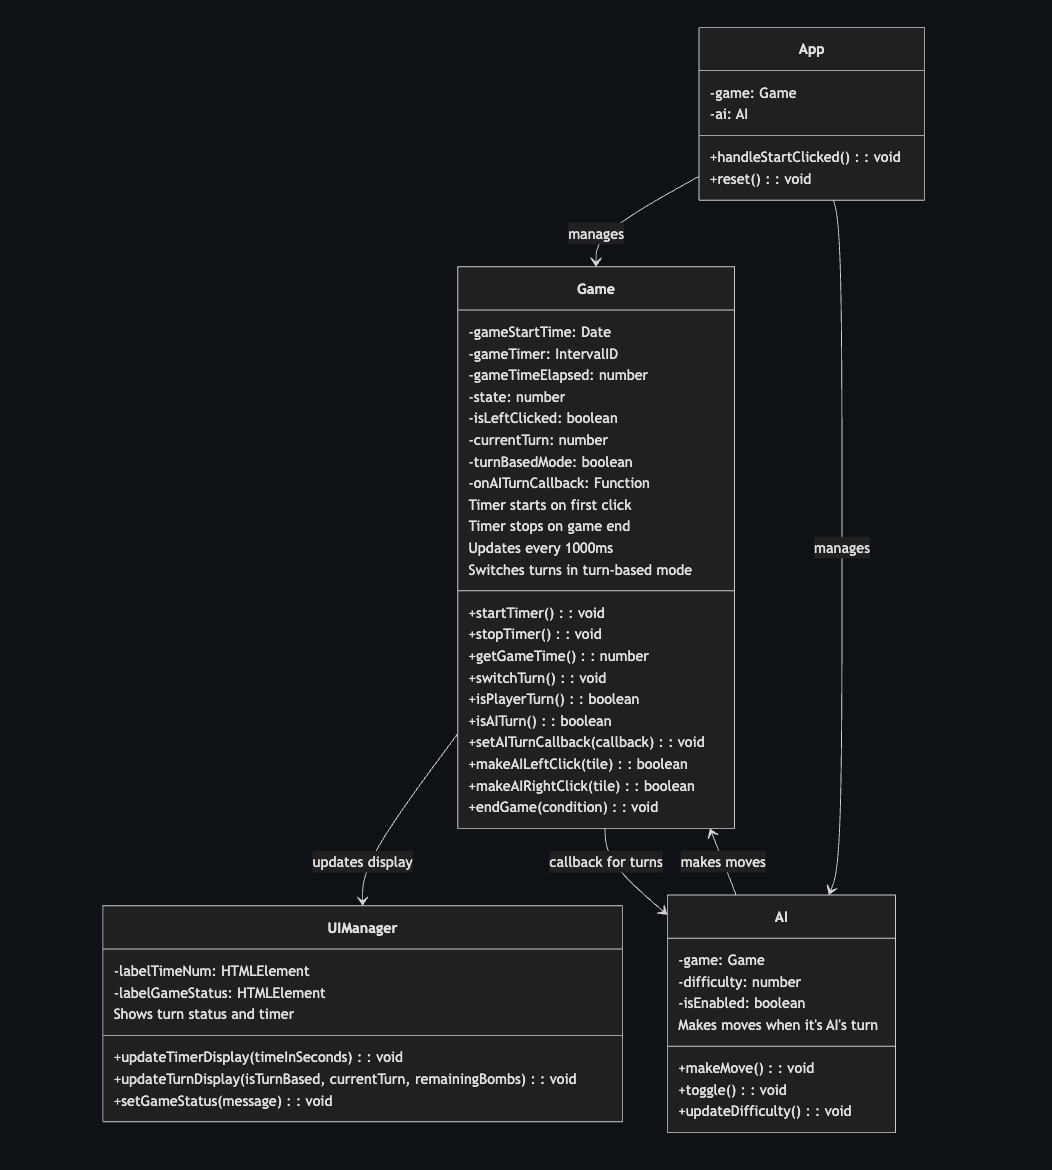 App
-game: Game
-ai: AI
+handleStartClicked() : : void
+reset() : : void
manages
Game
-gameStartTime: Date
-gameTimer: IntervalID
-gameTimeElapsed: number
-state: number
-isLeftClicked: boolean
-currentTurn: number
-turnBasedMode: boolean
-onAITurnCallback: Function
Timer starts on first click
Timer stops on game end
Updates every 1000ms
Switches turns in turn-based mode
+startTimer() : : void
+stopTimer() : : void
+getGameTime() : : number
+switchTurn() : : void
+isPlayerTurn() : : boolean
+isAITurn() : : boolean
+setAITurnCallback(callback) : : void
+makeAILeftClick(tile) : : boolean
+makeAIRightClick(tile) : : boolean
+endGame(condition) : : void
manages
updates display
callback for turns
makes moves
UIManager
-labelTimeNum: HTMLElement
-labelGameStatus: HTMLElement
Shows turn status and timer
+updateTimerDisplay(timeInSeconds) : : void
+updateTurnDisplay(isTurnBased, currentTurn, remainingBombs) : : void
+setGameStatus(message) : : void
AI
-game: Game
-difficulty: number
-isEnabled: boolean
Makes moves when it's AI's turn
+makeMove() : : void
+toggle() : : void
+updateDifficulty() : : void